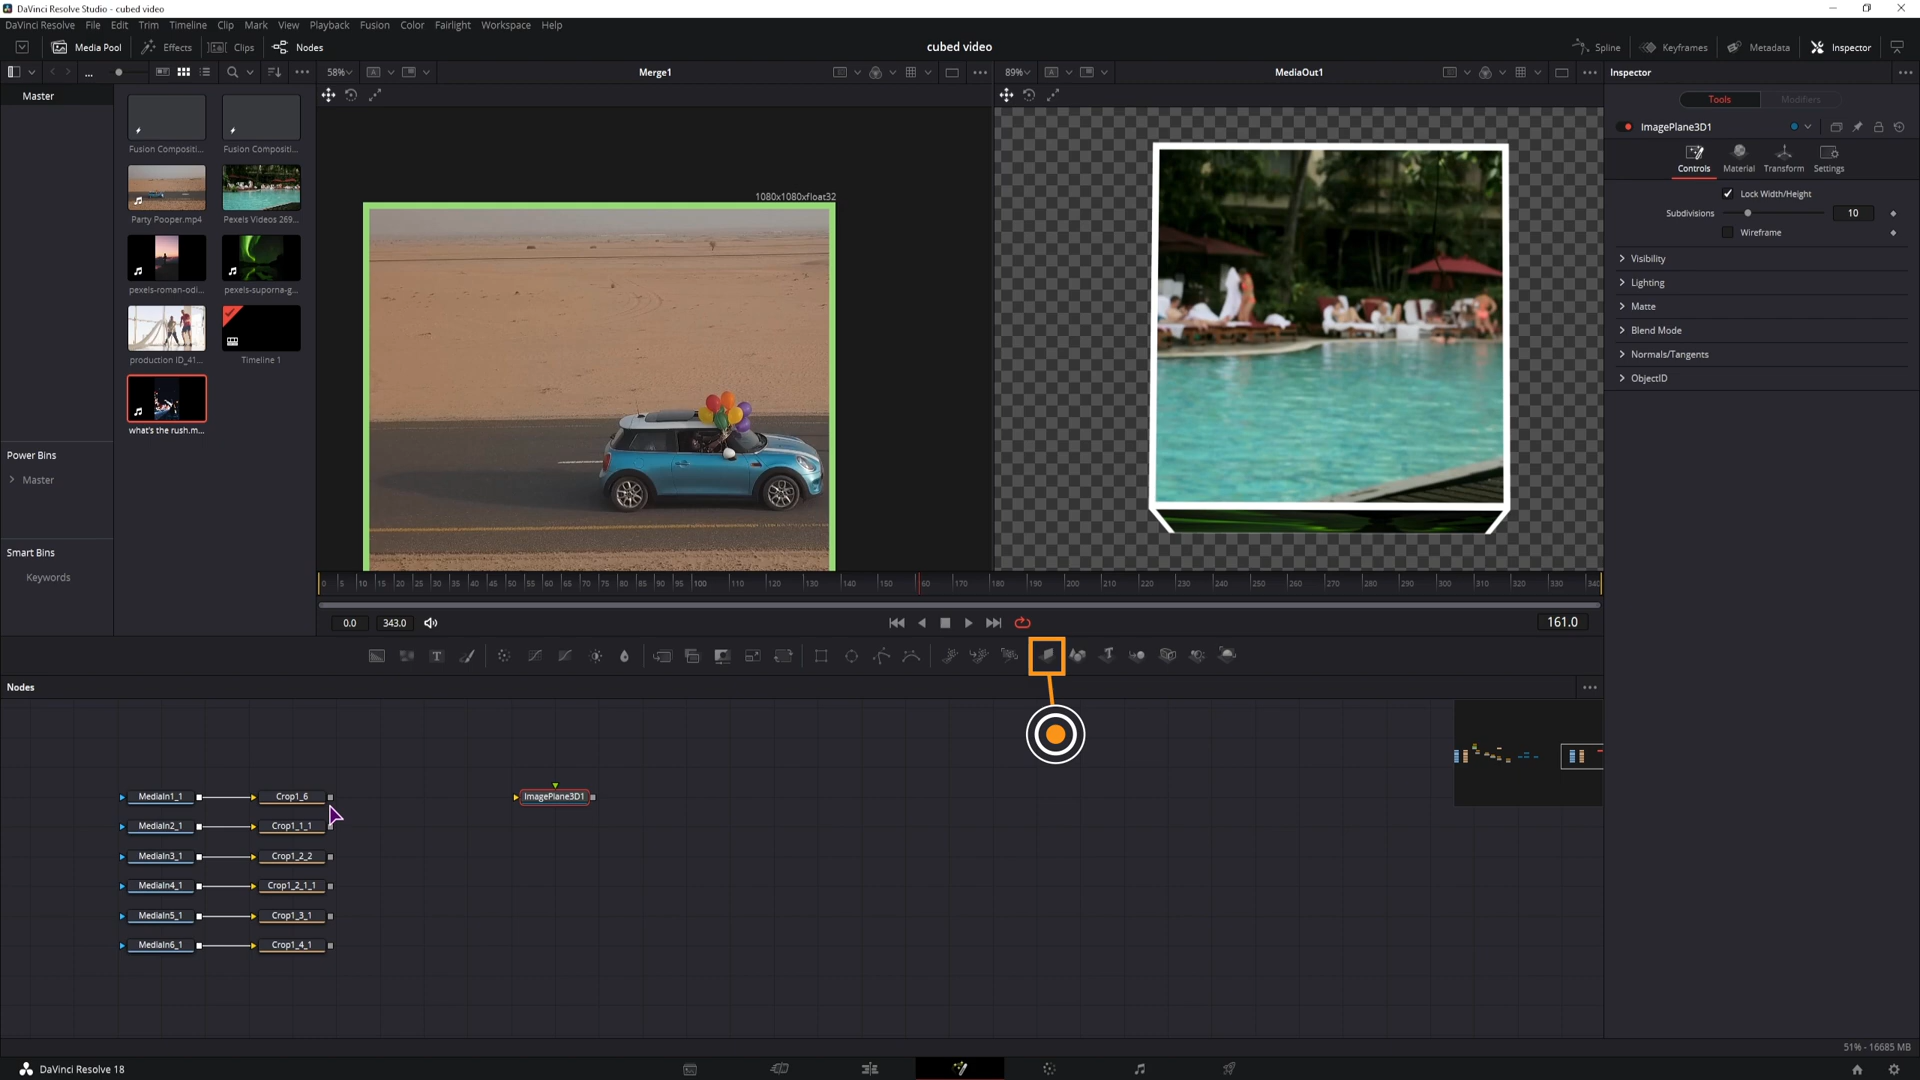 DaVinci Resolve Studio - cubed video
DaVinci Resolve File Edit Trim Timeline Clip Mark View Playback Fusion Color Fairlight Workspace Help
Media Pool Effects Clips Nodes cubed video Spline Keyframes Metadata Inspector
... 58% Merge1 89% MediaOut1 Inspector
Master
Tools Modifiers
ImagePlane3D1
Fusion Compositi... Fusion Compositi...
Controls Material Transform Settings
Lock Width/Height
1080x1080xfloat32
Subdivisions 10
Party Pooper.mp4 Pexels Videos 269...
Wireframe
Visibility
Lighting
pexels-roman-odi... pexels-suporna-g...
Matte
Blend Mode
Normals/Tangents
production ID_41... Timeline 1
ObjectID
what's the rush.m...
Power Bins
Master
Smart Bins
Keywords
0 5 10 15 20 25 30 35 40 45 50 55 60 65 70 75 80 85 90 95 100 110 120 130 140 150 60 170 180 190 200 210 220 230 240 250 260 270 280 290 300 310 320 330 340
0.0 343.0 161.0
T
Nodes
MediaIn1_1 Crop1_6 ImagePlane3D1
MediaIn2_1 Crop1_1_1
MediaIn3_1 Crop1_2_2
MediaIn4_1 Crop1_2_1_1
MediaIn5_1 Crop1_3_1
MediaIn6_1 Crop1_4_1
51% - 16685 MB
DaVinci Resolve 18